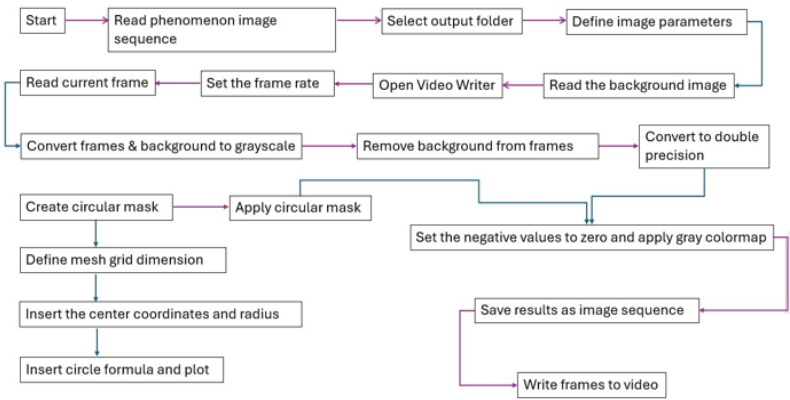 Start
Read phenomenon image
sequence
Select output folder
Define image parameters
Read current frame
Set the frame rate
Open Video Writer
Read the background image
Convert frames & background to grayscale
Remove background from frames
Convert to double
precision
Create circular mask
Apply circular mask
Set the negative values to zero and apply gray colormap
Define mesh grid dimension
Insert the center coordinates and radius
Save results as image sequence
Insert circle formula and plot
Write frames to video